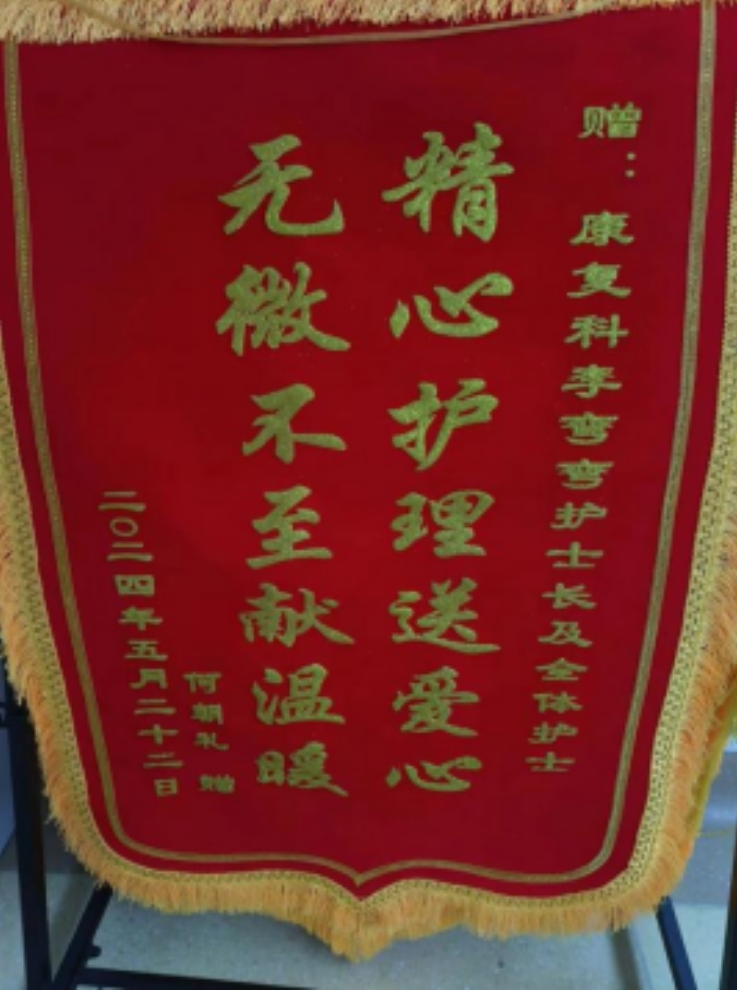 赠：康复科李弯弯护士长及全体护士
精心护理送爱心
无微不至献温暖
何朝礼 赠
二〇二四年五月二十二日